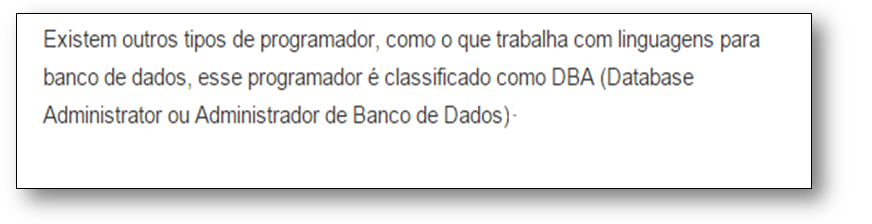 Existem outros tipos de programador, como o que trabalha com linguagens para
banco de dados, esse programador é classificado como DBA (Database
Administrator ou Administrador de Banco de Dados)·